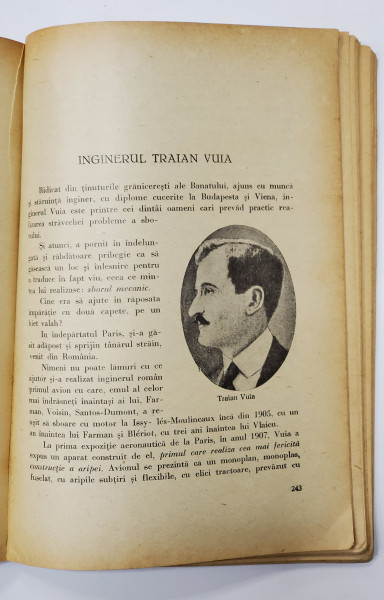 INGINERUL TRAIAN VUIA
Ridicat din ținuturile grănicerești ale Banatului, ajuns cu muncă
și stăruință inginer, cu diplome cucerite la Budapesta și Viena, in-
ginerul Vuia este printre cei dintâi oameni cari prevăd practic rea-
lizarea străvechei probleme a sbo-
rului.
Și atunci, a pornit în îndelun-
gată și răbdătoare pribegie ca să
găsească un loc și înlesnire pentru
a traduce în fapt viu, ceea ce min-
tea lui realizase: sborul mecanic.
Cine era să ajute în răposata
împărăție cu două capete, pe un
biet valah?
In îndepărtatul Paris, și-a gă-
sit adăpost și sprijin tânărul străin,
venit din România.
Nimeni nu poate lămuri cu ce
ajutor și-a realizat inginerul român
primul avion cu care, emul al celor
mai îndrăsneți înaintași ai lui, Far-
man, Voisin, Santos-Dumont, a re-
ușit să sboare cu motor la Issy-lés-Moulineaux încă din 1905, cu un
an înaintea lui Farman și Blériot, cu trei ani înaintea lui Vlaicu.
La prima expoziție aeronautică de la Paris, în anul 1907, Vuia a
expus un aparat construit de el, primul care realiza cea mai fericită
construcție a aripei. Avionul se prezintă ca un monoplan, monoplas,
fuselat, cu aripile subțiri și flexibile, cu elici tractoare, prevăzut cu
Traian Vuia
243